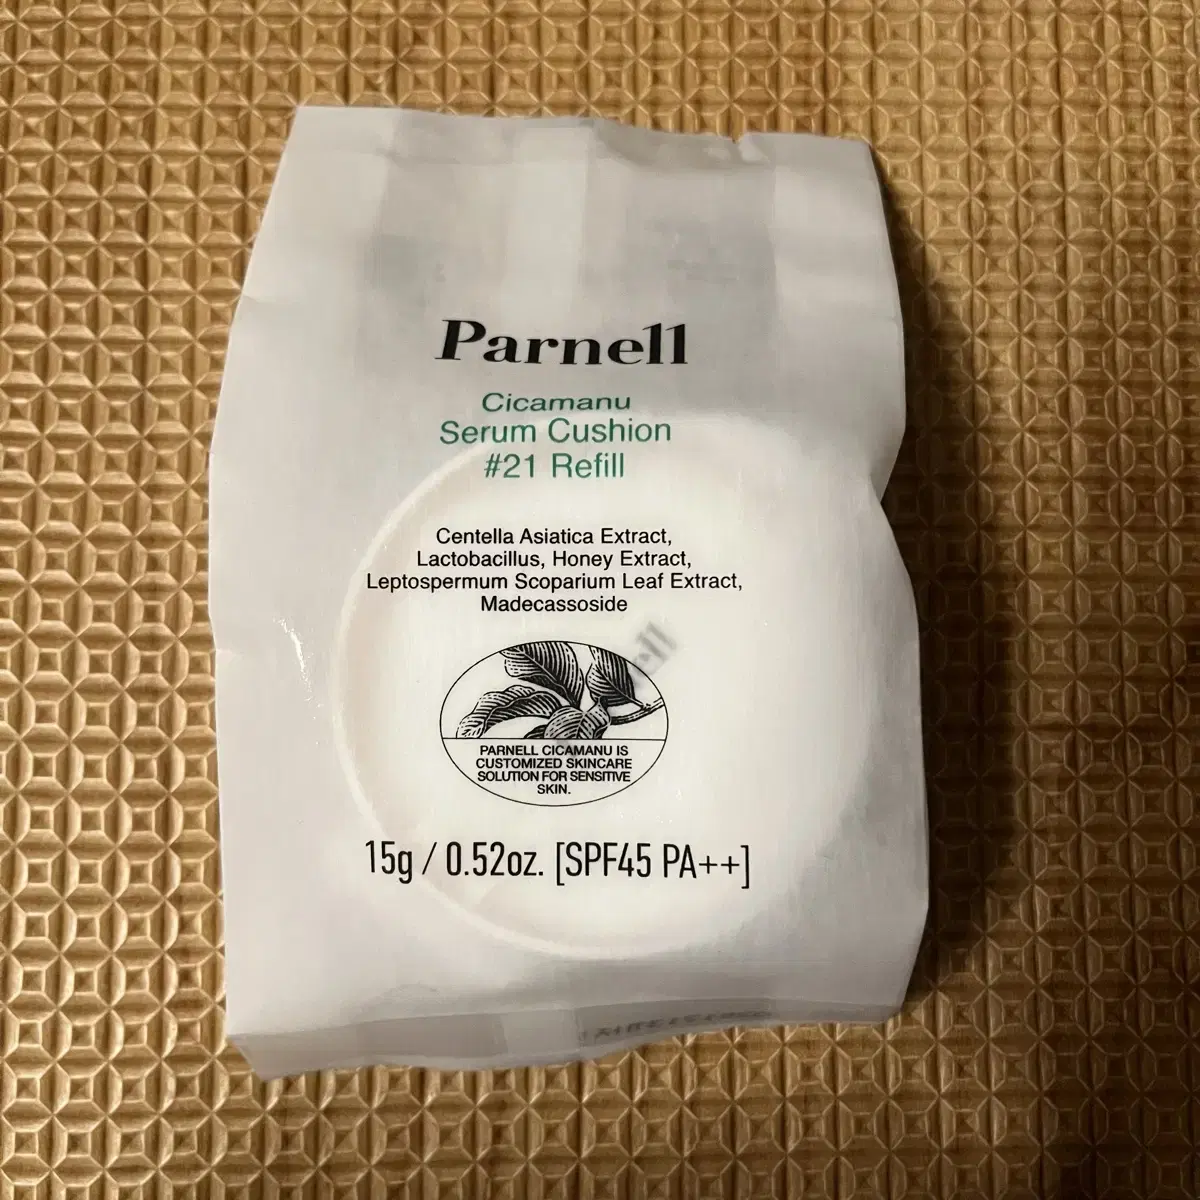 Parnell
Cicamanu
Serum Cushion
#21 Refill
Centella Asiatica Extract,
Lactobacillus, Honey Extract,
Leptospermum Scoparium Leaf Extract,
Madecassoside
ell
PARNELL CICAMANU IS
CUSTOMIZED SKINCARE
SOLUTION FOR SENSITIVE
SKIN.
15g / 0.52oz. [SPF45 PA++]